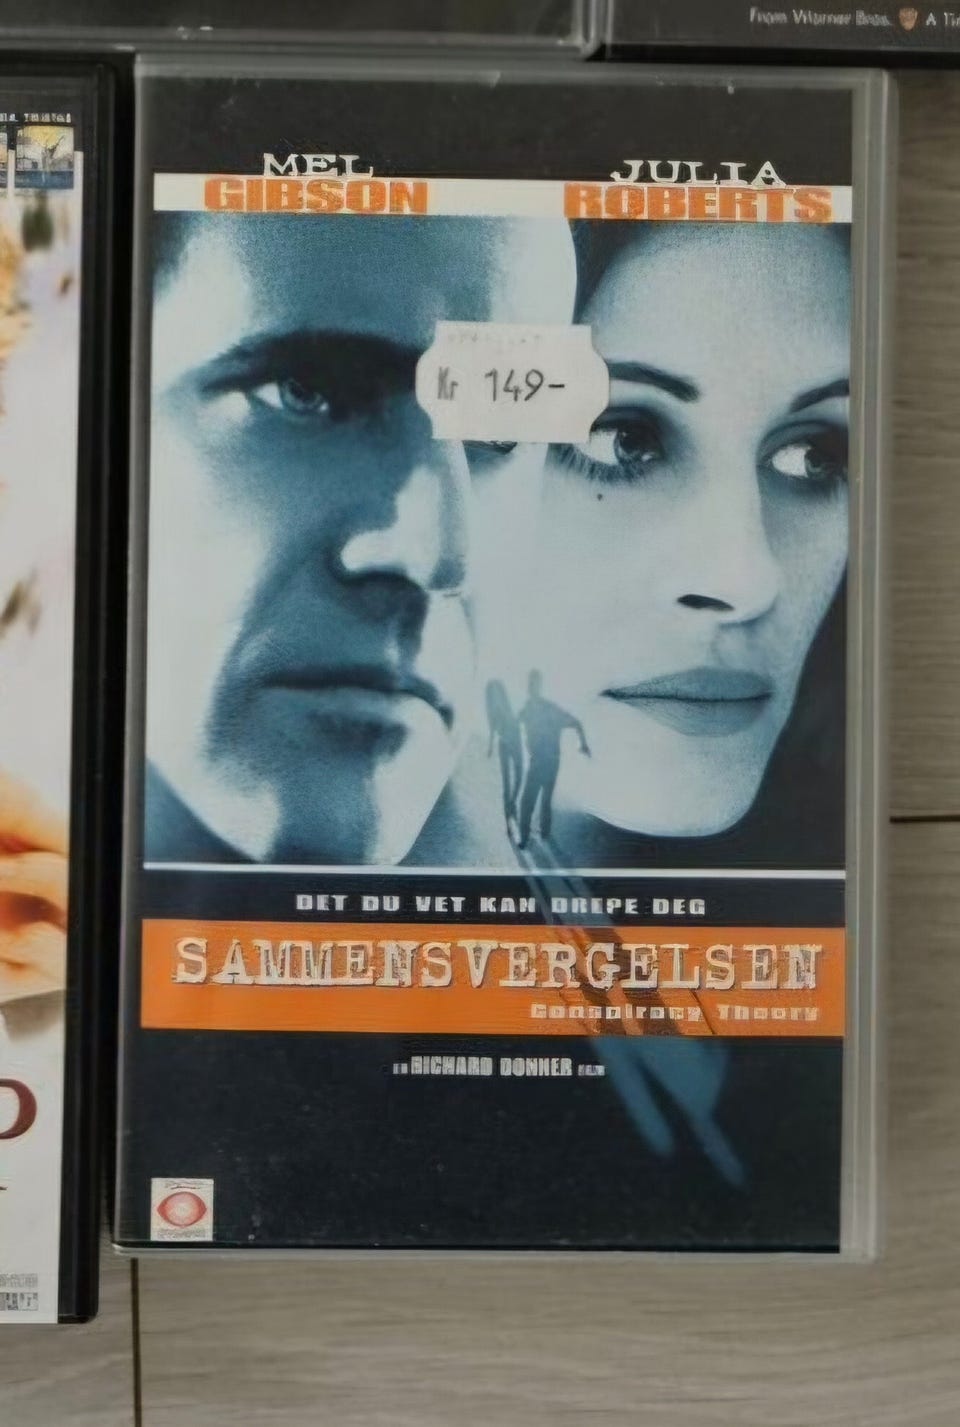 From Warner Bros. A
MEL
GIBSON
JULIA
ROBERTS
Kr 149-
DET DU VET KAN DREPE DEG
SAMMENSVERGELSEN
Conspiracy Theory
RICHARD DONNER
D